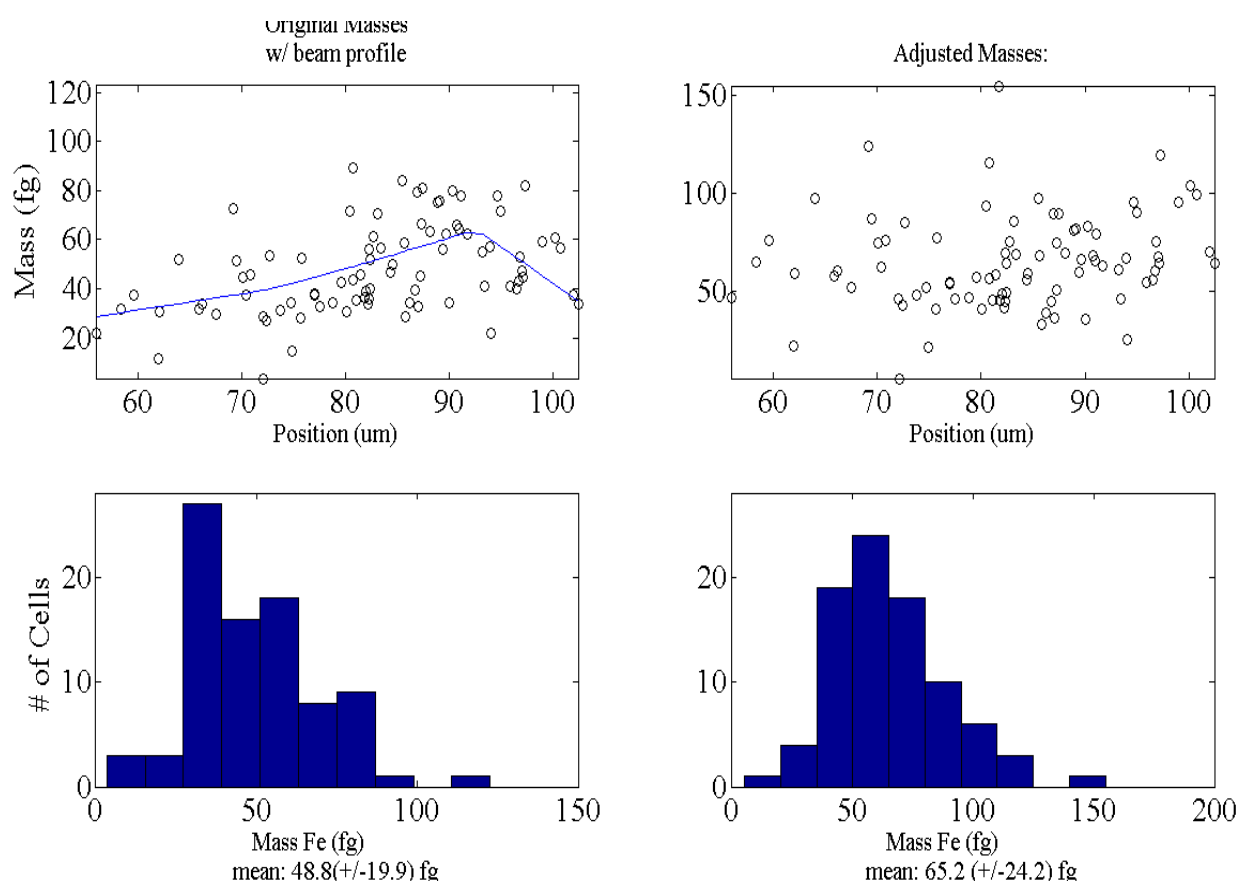 Original Masses
w/ beam profile
120
100
80
60
40
20
Mass (fg)
60 70 80 90 100
Position (um)
Adjusted Masses:
150
100
50
60 70 80 90 100
Position (um)
20
10
0
# of Cells
0 50 100 150
Mass Fe (fg)
mean: 48.8(+/-19.9) fg
20
10
0
0 50 100 150 200
Mass Fe (fg)
mean: 65.2 (+/-24.2) fg